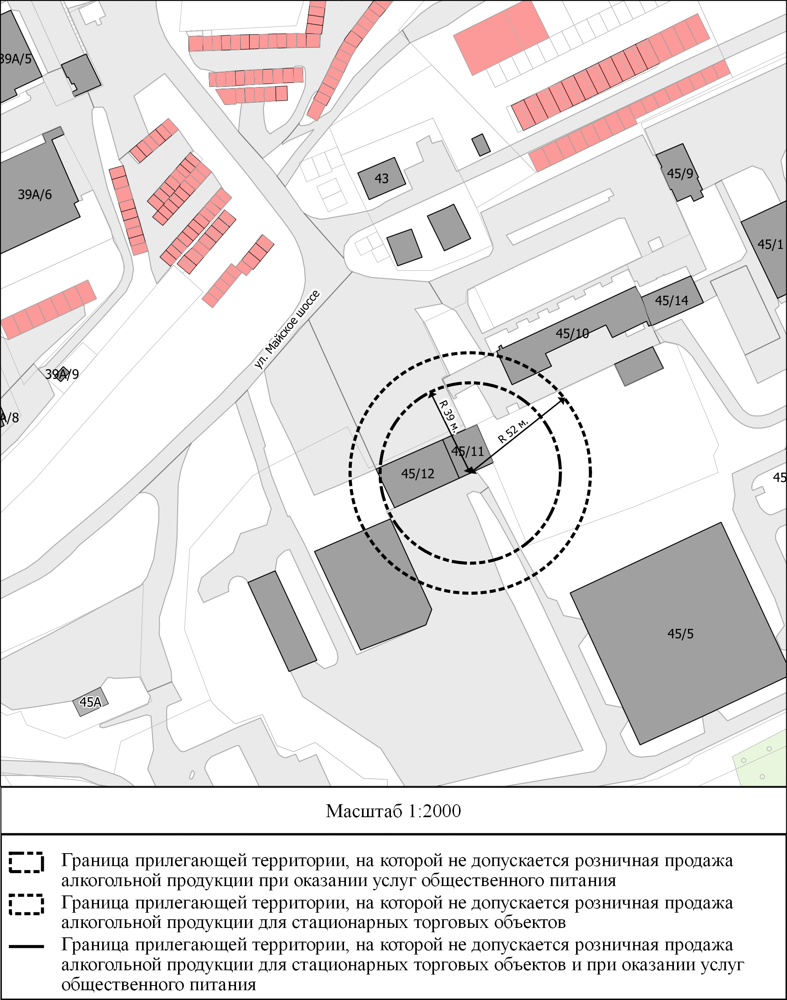 39А/5
43
45/9
39А/6
45/1
45/14
ул. Майское шоссе
45/10
39А/9
А/8
R 39 м.
R 52 м.
45/11
45/12
45
45/5
45А
Масштаб 1:2000
Граница прилегающей территории, на которой не допускается розничная продажа
алкогольной продукции при оказании услуг общественного питания
Граница прилегающей территории, на которой не допускается розничная продажа
алкогольной продукции для стационарных торговых объектов
Граница прилегающей территории, на которой не допускается розничная продажа
алкогольной продукции для стационарных торговых объектов и при оказании услуг
общественного питания